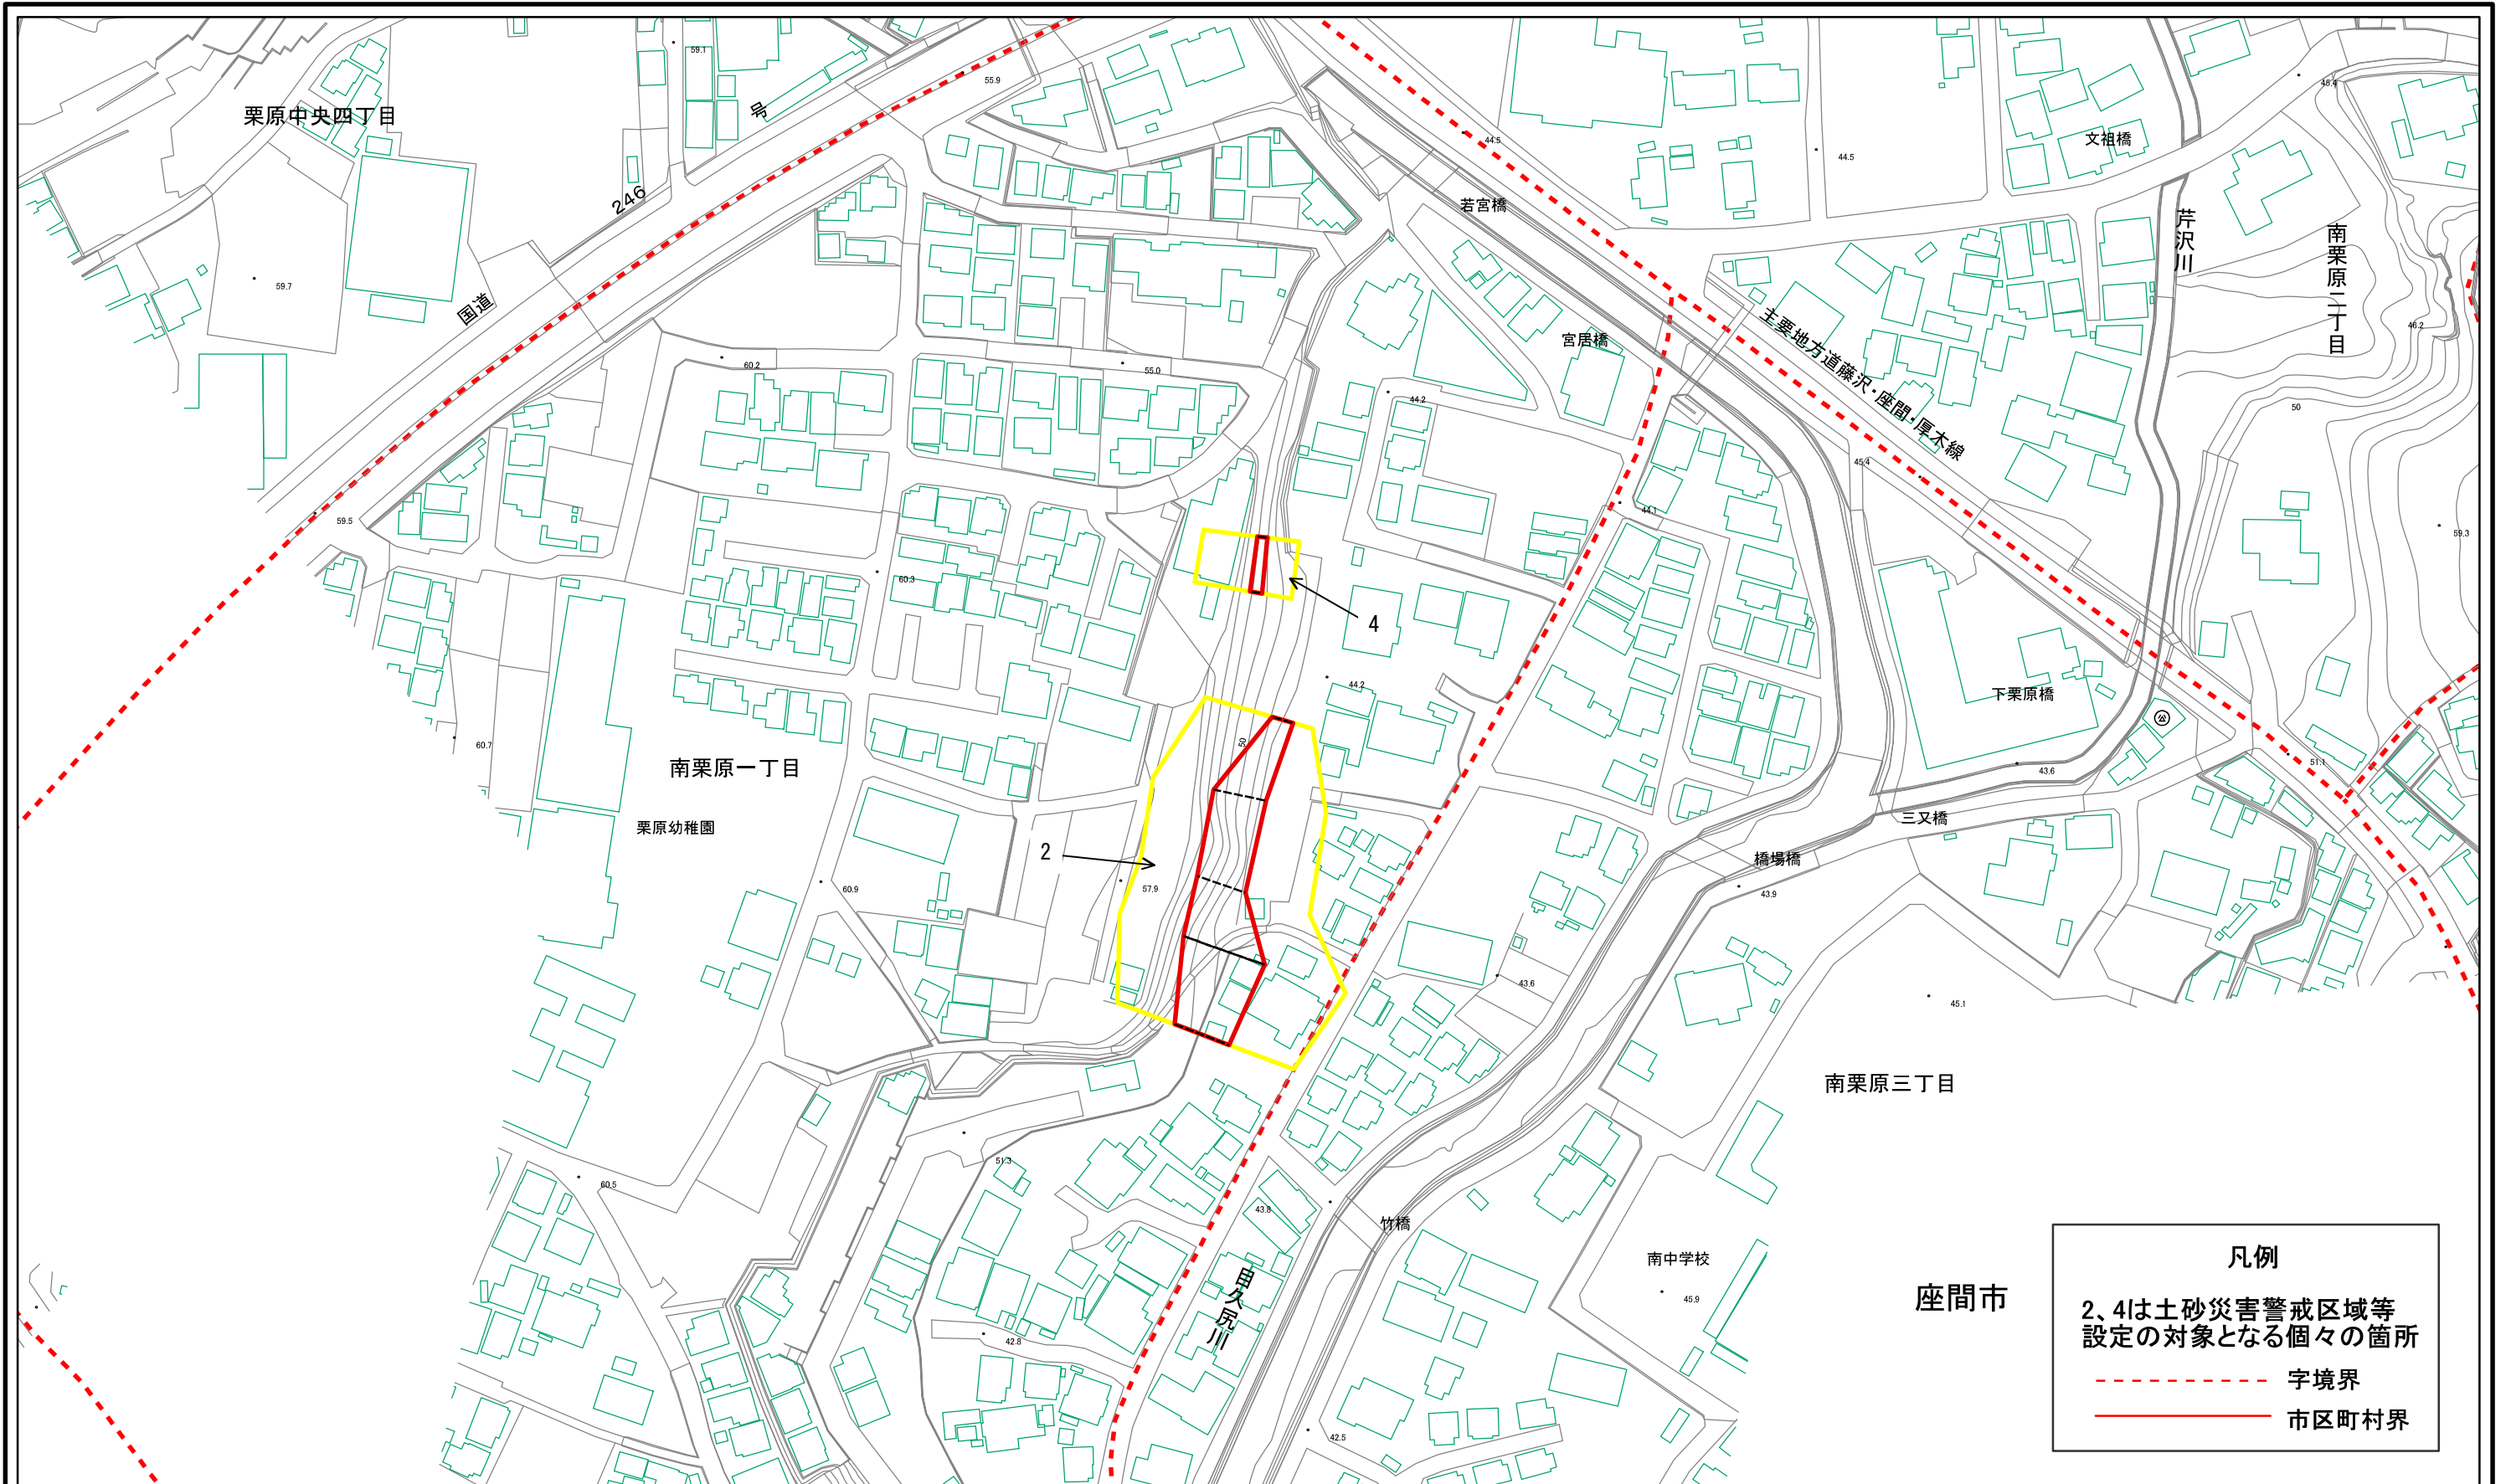 59.1
55.9
栗原中央四丁目
号
246
国道
59.7
44.5
44.5
45.4
文祖橋
若宮橋
芹沢川
南栗原二丁目
宮居橋
主要地方道藤沢・座間・厚木線
46.2
60.2
55.0
44.2
50
45.4
59.5
44.1
59.3
60.3
4
44.2
下栗原橋
公
60.7
50
南栗原一丁目
51.1
43.6
栗原幼稚園
三又橋
2
橋場橋
60.9
57.9
43.9
43.6
45.1
南栗原三丁目
51.3
60.5
43.8
竹橋
南中学校
目久尻川
45.9
座間市
42.8
42.5
凡例
2、4は土砂災害警戒区域等
設定の対象となる個々の箇所
字境界
市区町村界